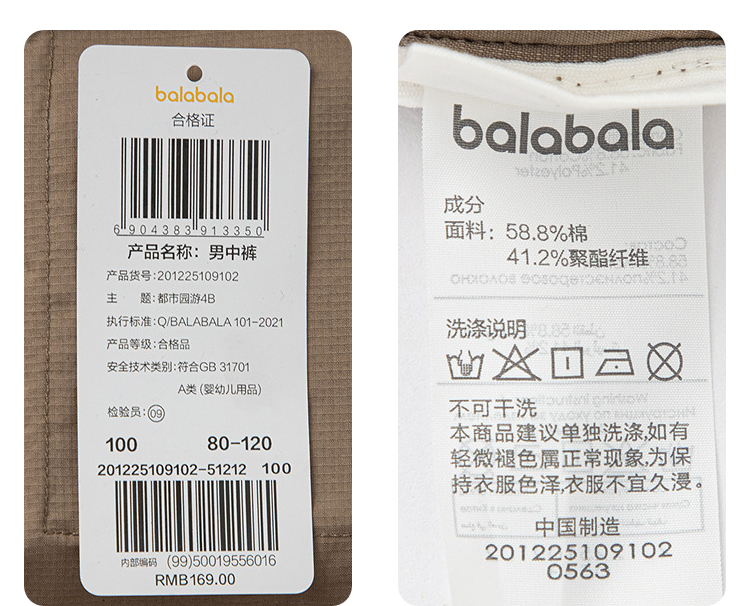 balabala
合格证
6 904383 913350
产品名称：男中裤
产品货号:201225109102
主 题:都市园游4B
执行标准:Q/BALABALA 101-2021
产品等级:合格品
安全技术类别:符合GB 31701
A类 (婴幼儿用品)
检验员:09
100 80-120
201225109102-51212 100
内部编码 (99)50019556016
RMB169.00
balabala
成分
面料: 58.8%棉
41.2%聚酯纤维
洗涤说明
不可干洗
本商品建议单独洗涤,如有
轻微褪色属正常现象,为保
持衣服色泽,衣服不宜久漫。
中国制造
201225109102
0563